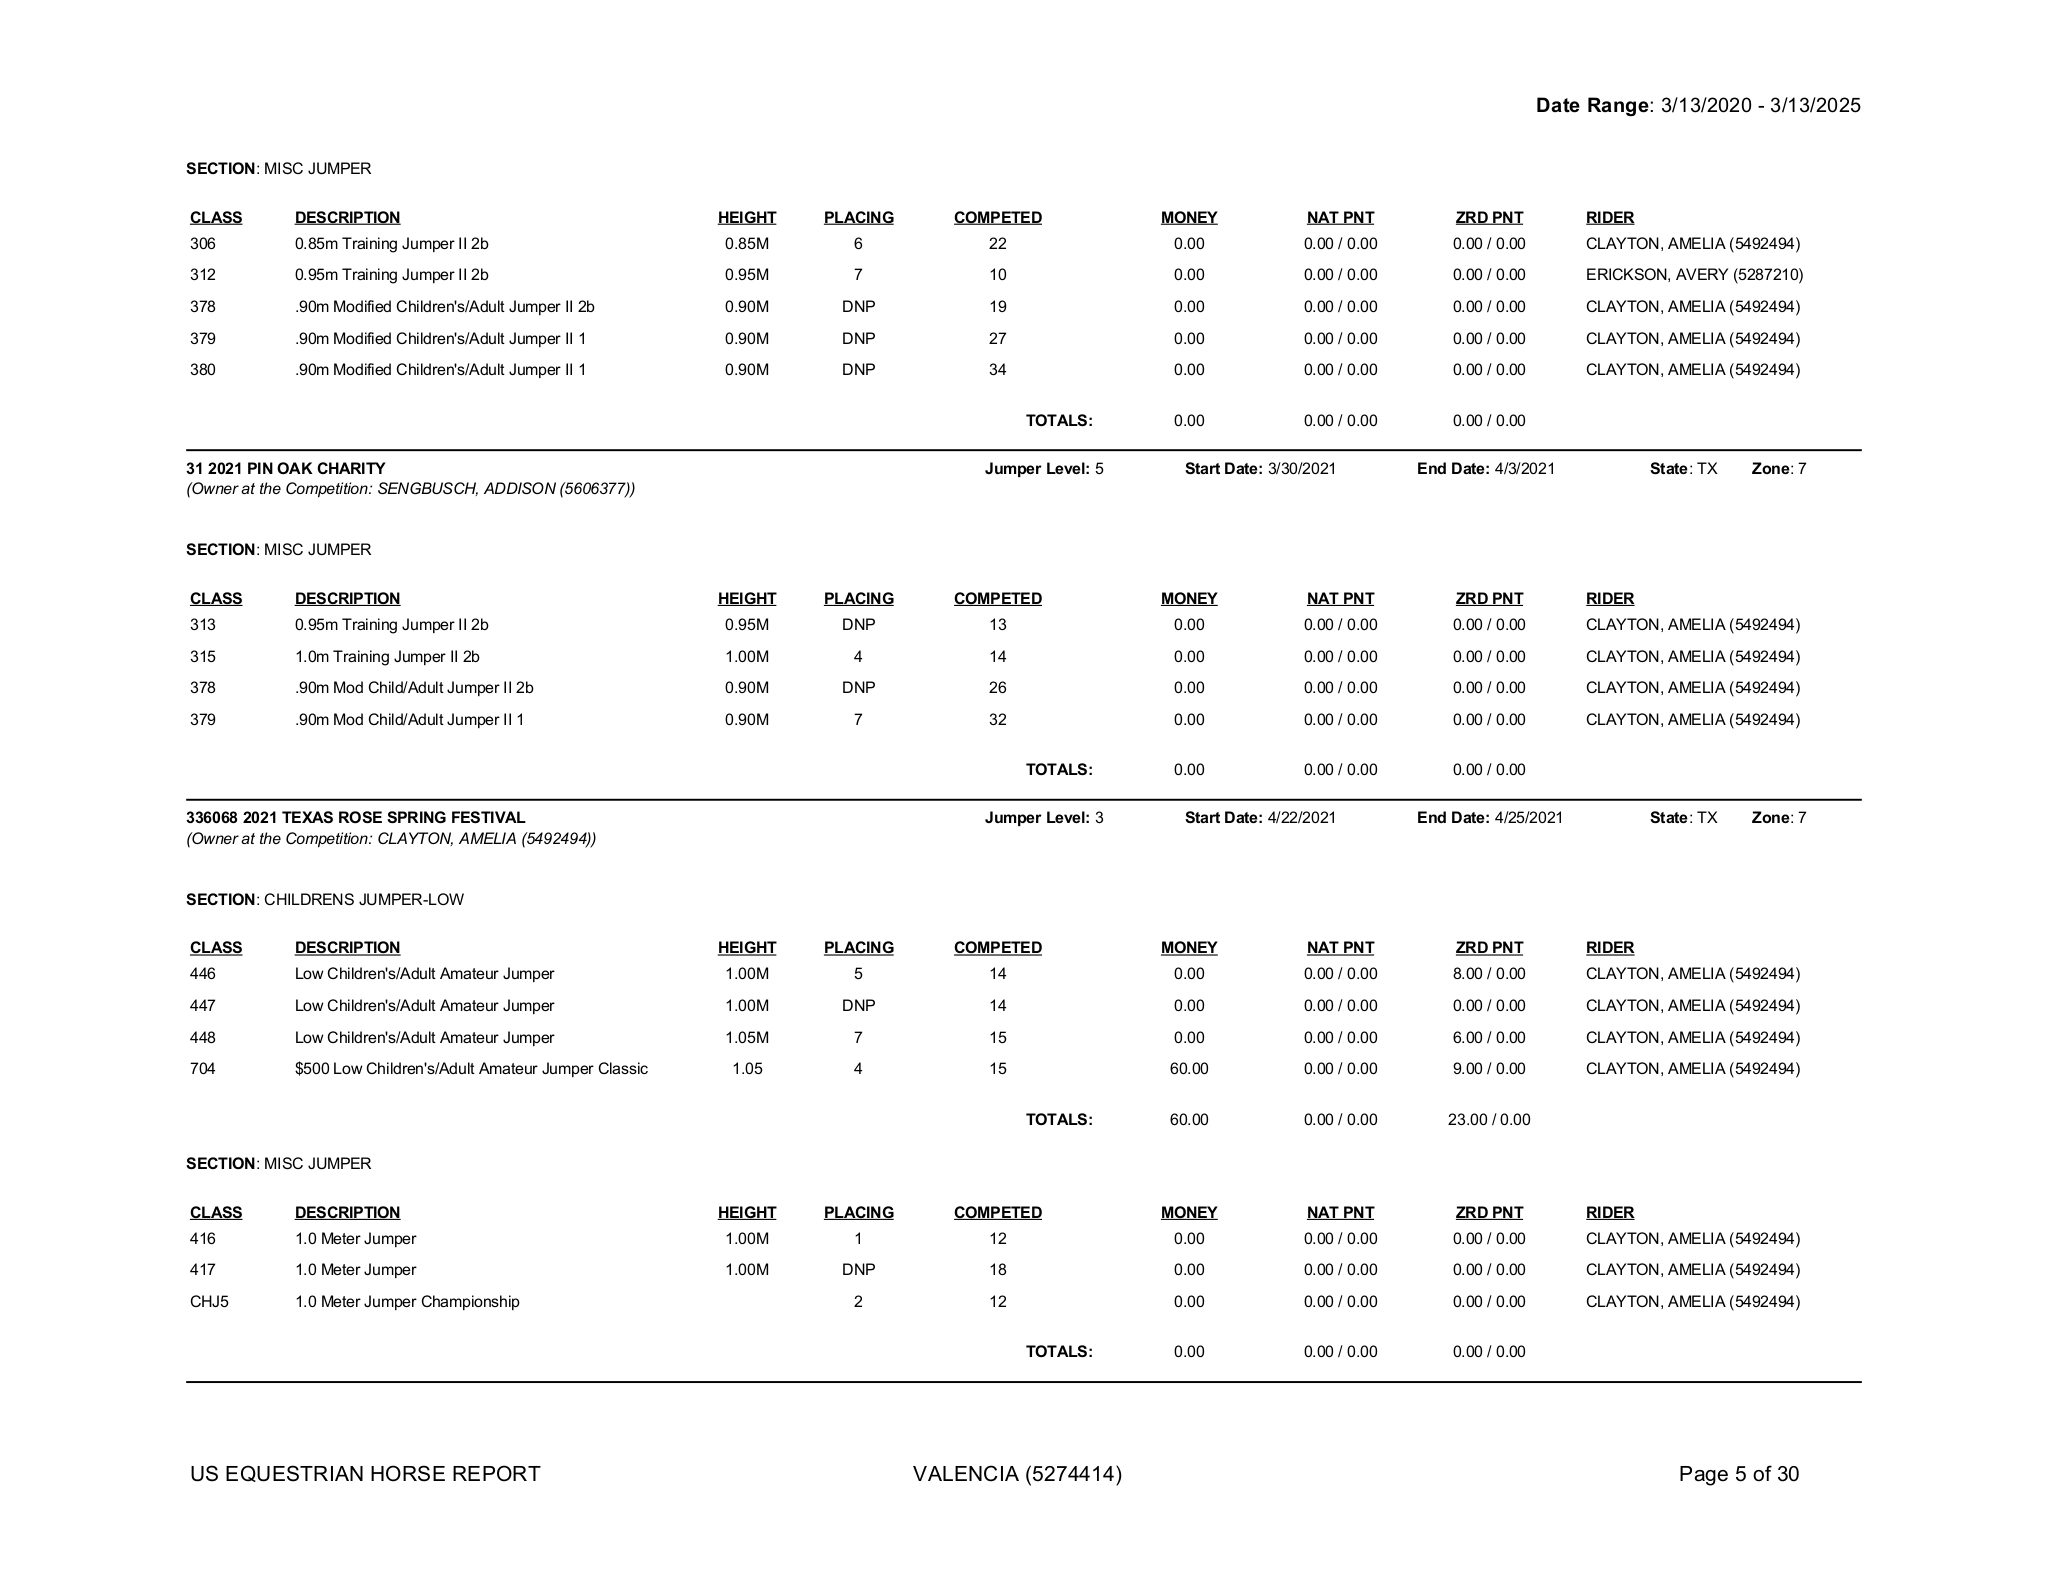 Date Range: 3/13/2020 - 3/13/2025
SECTION: MISC JUMPER
CLASS DESCRIPTION HEIGHT PLACING COMPETED MONEY NAT PNT ZRD PNT RIDER
306 0.85m Training Jumper II 2b 0.85M 6 22 0.00 0.00 / 0.00 0.00 / 0.00 CLAYTON, AMELIA (5492494)
312 0.95m Training Jumper II 2b 0.95M 7 10 0.00 0.00 / 0.00 0.00 / 0.00 ERICKSON, AVERY (5287210)
378 .90m Modified Children's/Adult Jumper II 2b 0.90M DNP 19 0.00 0.00 / 0.00 0.00 / 0.00 CLAYTON, AMELIA (5492494)
379 .90m Modified Children's/Adult Jumper II 1 0.90M DNP 27 0.00 0.00 / 0.00 0.00 / 0.00 CLAYTON, AMELIA (5492494)
380 .90m Modified Children's/Adult Jumper II 1 0.90M DNP 34 0.00 0.00 / 0.00 0.00 / 0.00 CLAYTON, AMELIA (5492494)
TOTALS: 0.00 0.00 / 0.00 0.00 / 0.00
31 2021 PIN OAK CHARITY Jumper Level: 5 Start Date: 3/30/2021 End Date: 4/3/2021 State: TX Zone: 7
(Owner at the Competition: SENGBUSCH, ADDISON (5606377))
SECTION: MISC JUMPER
CLASS DESCRIPTION HEIGHT PLACING COMPETED MONEY NAT PNT ZRD PNT RIDER
313 0.95m Training Jumper II 2b 0.95M DNP 13 0.00 0.00 / 0.00 0.00 / 0.00 CLAYTON, AMELIA (5492494)
315 1.0m Training Jumper II 2b 1.00M 4 14 0.00 0.00 / 0.00 0.00 / 0.00 CLAYTON, AMELIA (5492494)
378 .90m Mod Child/Adult Jumper II 2b 0.90M DNP 26 0.00 0.00 / 0.00 0.00 / 0.00 CLAYTON, AMELIA (5492494)
379 .90m Mod Child/Adult Jumper II 1 0.90M 7 32 0.00 0.00 / 0.00 0.00 / 0.00 CLAYTON, AMELIA (5492494)
TOTALS: 0.00 0.00 / 0.00 0.00 / 0.00
336068 2021 TEXAS ROSE SPRING FESTIVAL Jumper Level: 3 Start Date: 4/22/2021 End Date: 4/25/2021 State: TX Zone: 7
(Owner at the Competition: CLAYTON, AMELIA (5492494))
SECTION: CHILDRENS JUMPER-LOW
CLASS DESCRIPTION HEIGHT PLACING COMPETED MONEY NAT PNT ZRD PNT RIDER
446 Low Children's/Adult Amateur Jumper 1.00M 5 14 0.00 0.00 / 0.00 8.00 / 0.00 CLAYTON, AMELIA (5492494)
447 Low Children's/Adult Amateur Jumper 1.00M DNP 14 0.00 0.00 / 0.00 0.00 / 0.00 CLAYTON, AMELIA (5492494)
448 Low Children's/Adult Amateur Jumper 1.05M 7 15 0.00 0.00 / 0.00 6.00 / 0.00 CLAYTON, AMELIA (5492494)
704 $500 Low Children's/Adult Amateur Jumper Classic 1.05 4 15 60.00 0.00 / 0.00 9.00 / 0.00 CLAYTON, AMELIA (5492494)
TOTALS: 60.00 0.00 / 0.00 23.00 / 0.00
SECTION: MISC JUMPER
CLASS DESCRIPTION HEIGHT PLACING COMPETED MONEY NAT PNT ZRD PNT RIDER
416 1.0 Meter Jumper 1.00M 1 12 0.00 0.00 / 0.00 0.00 / 0.00 CLAYTON, AMELIA (5492494)
417 1.0 Meter Jumper 1.00M DNP 18 0.00 0.00 / 0.00 0.00 / 0.00 CLAYTON, AMELIA (5492494)
CHJ5 1.0 Meter Jumper Championship 2 12 0.00 0.00 / 0.00 0.00 / 0.00 CLAYTON, AMELIA (5492494)
TOTALS: 0.00 0.00 / 0.00 0.00 / 0.00
US EQUESTRIAN HORSE REPORT VALENCIA (5274414) Page 5 of 30